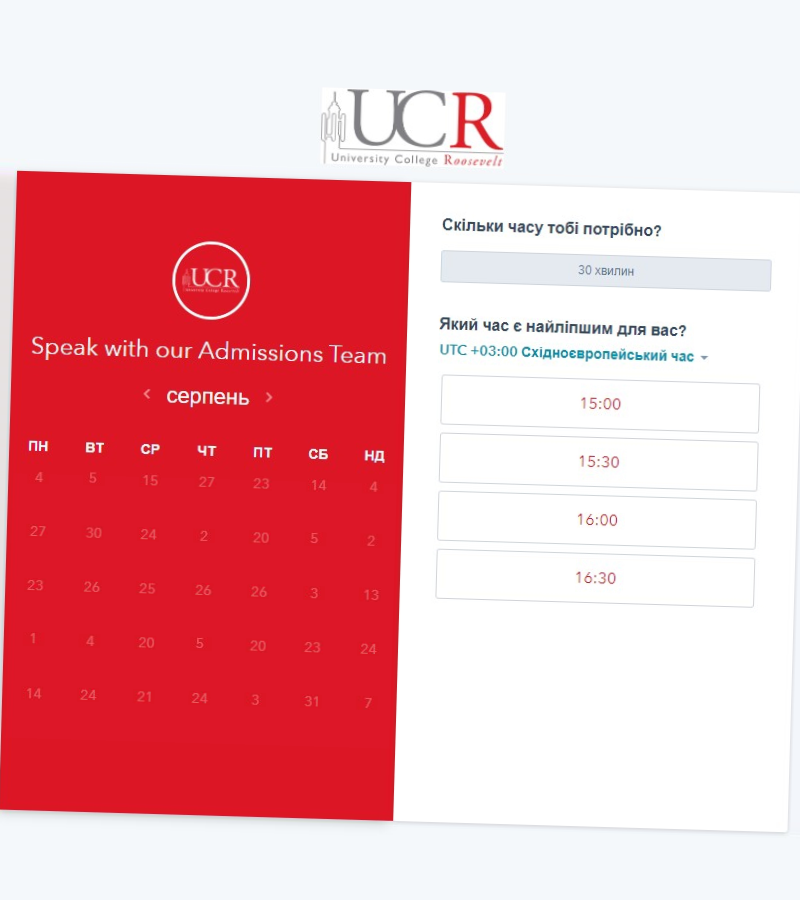 UCR
University College Roosevelt
UCR
Speak with our Admissions Team
серпень
ПН ВТ СР ЧТ ПТ СБ НД
4 5 15 27 23 14 4
27 30 24 2 20 5 2
23 26 25 26 26 3 13
1 4 20 5 20 23 24
14 24 21 24 3 31 7
Скільки часу тобі потрібно?
30 хвилин
Який час є найліпшим для вас?
UTC +03:00 Східноєвропейський час
15:00
15:30
16:00
16:30